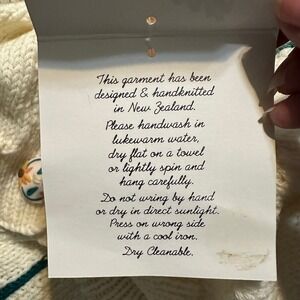 This garment has been
designed & handknitted
in New Zealand.
Please handwash in
lukewarm water,
dry flat on a towel
or lightly spin and
hang carefully.
Do not wring by hand
or dry in direct sunlight.
Press on wrong side
with a cool iron.
Dry Cleanable.